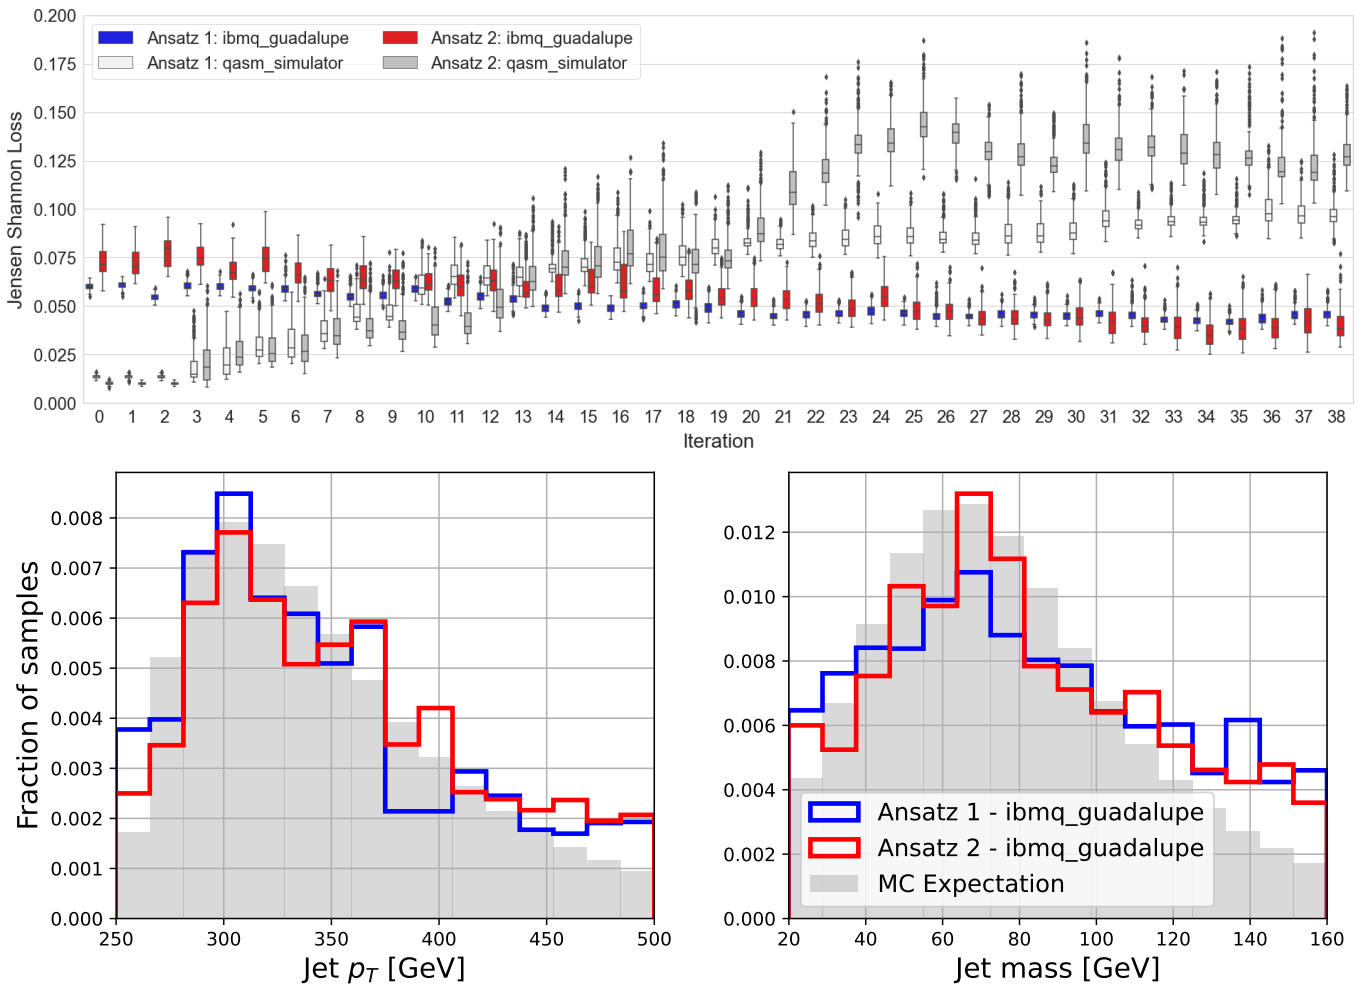 0.200
0.175
0.150
0.125
0.100
0.075
0.050
0.025
0.000
Jensen Shannon Loss
Ansatz 1: ibmq_guadalupe
Ansatz 2: ibmq_guadalupe
Ansatz 1: qasm_simulator
Ansatz 2: qasm_simulator
0 1 2 3 4 5 6 7 8 9 10 11 12 13 14 15 16 17 18 19 20 21 22 23 24 25 26 27 28 29 30 31 32 33 34 35 36 37 38
Iteration
0.008
0.007
0.006
0.005
0.004
0.003
0.002
0.001
0.000
Fraction of samples
250 300 350 400 450 500
Jet p_T [GeV]
0.012
0.010
0.008
0.006
0.004
0.002
0.000
Ansatz 1 - ibmq_guadalupe
Ansatz 2 - ibmq_guadalupe
MC Expectation
20 40 60 80 100 120 140 160
Jet mass [GeV]